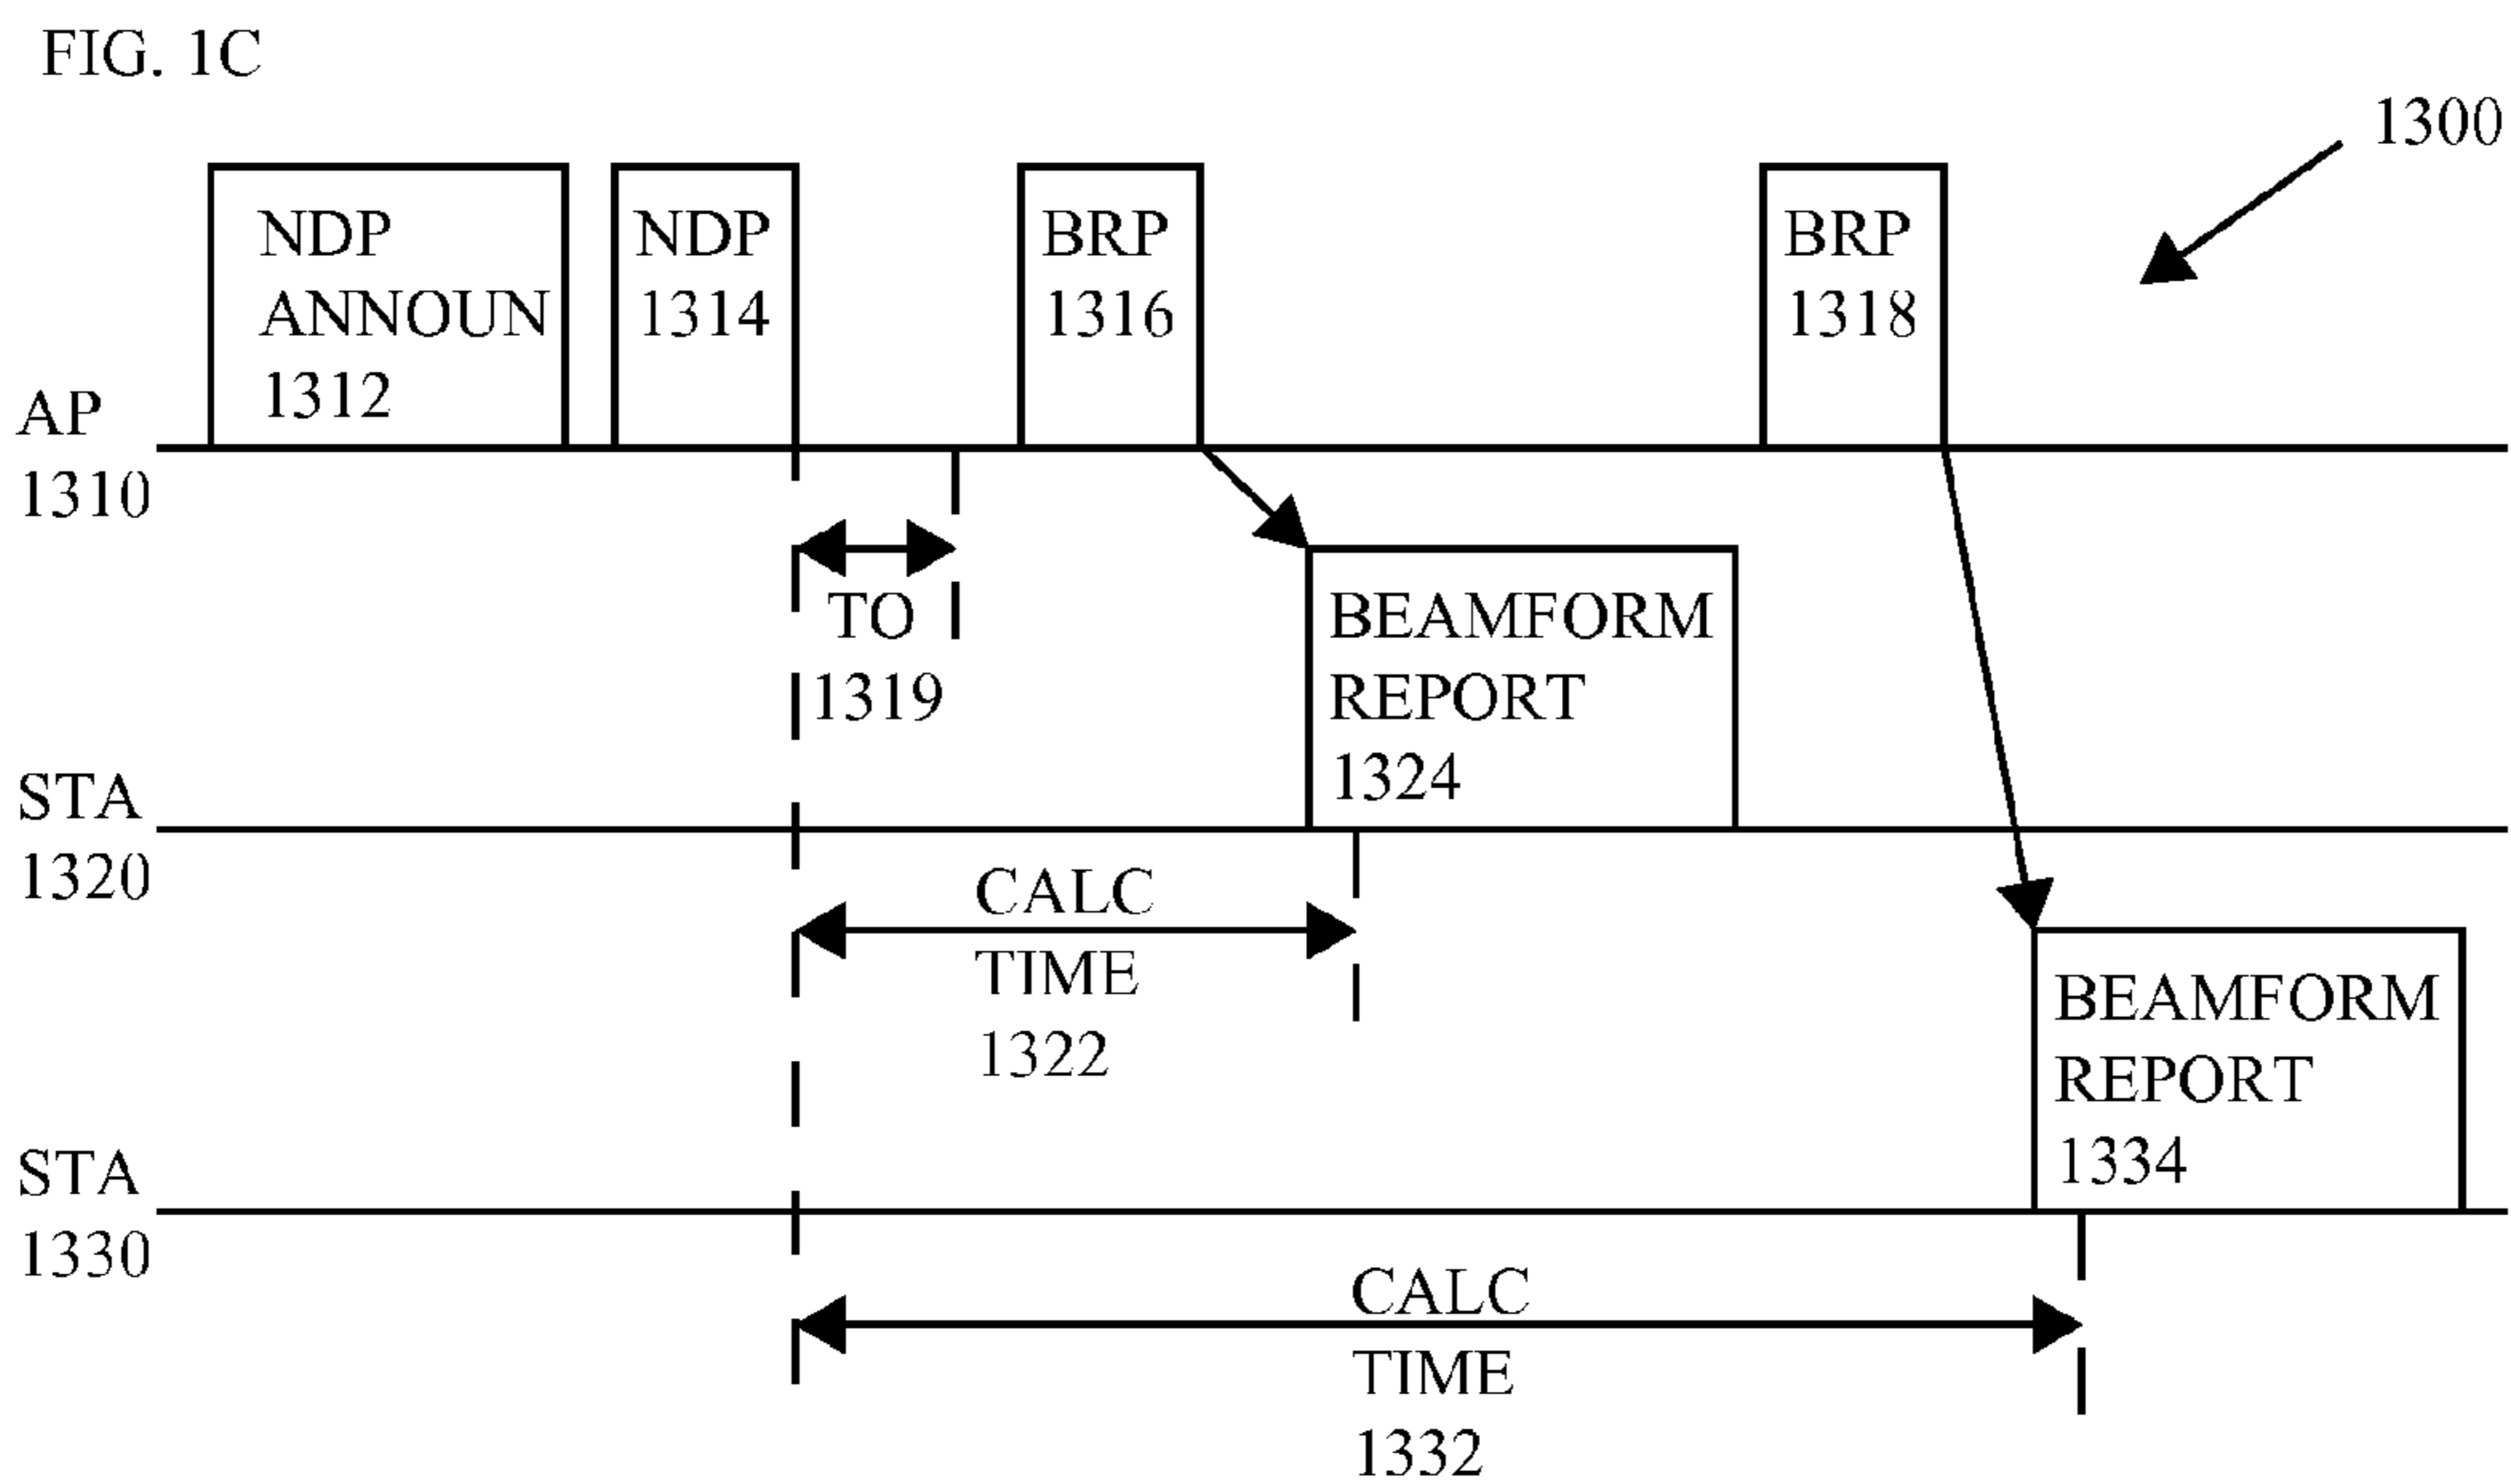 FIG. 1C
1300
NDP
ANNOUN
1312
NDP
1314
BRP
1316
BRP
1318
AP
1310
TO
1319
BEAMFORM
REPORT
1324
STA
1320
CALC
TIME
1322
BEAMFORM
REPORT
1334
STA
1330
CALC
TIME
1332